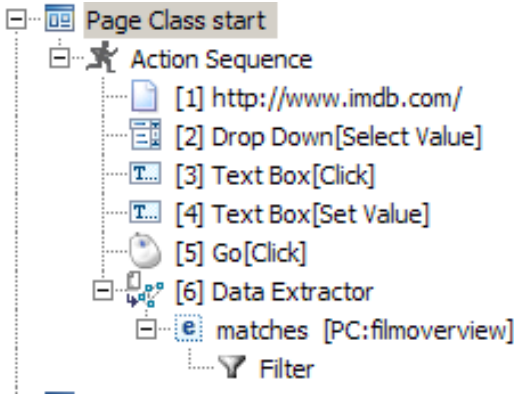 Page Class start
Action Sequence
[1] http://www.imdb.com/
[2] Drop Down[Select Value]
T... [3] Text Box[Click]
T... [4] Text Box[Set Value]
[5] Go[Click]
[6] Data Extractor
e matches [PC:filmoverview]
Filter